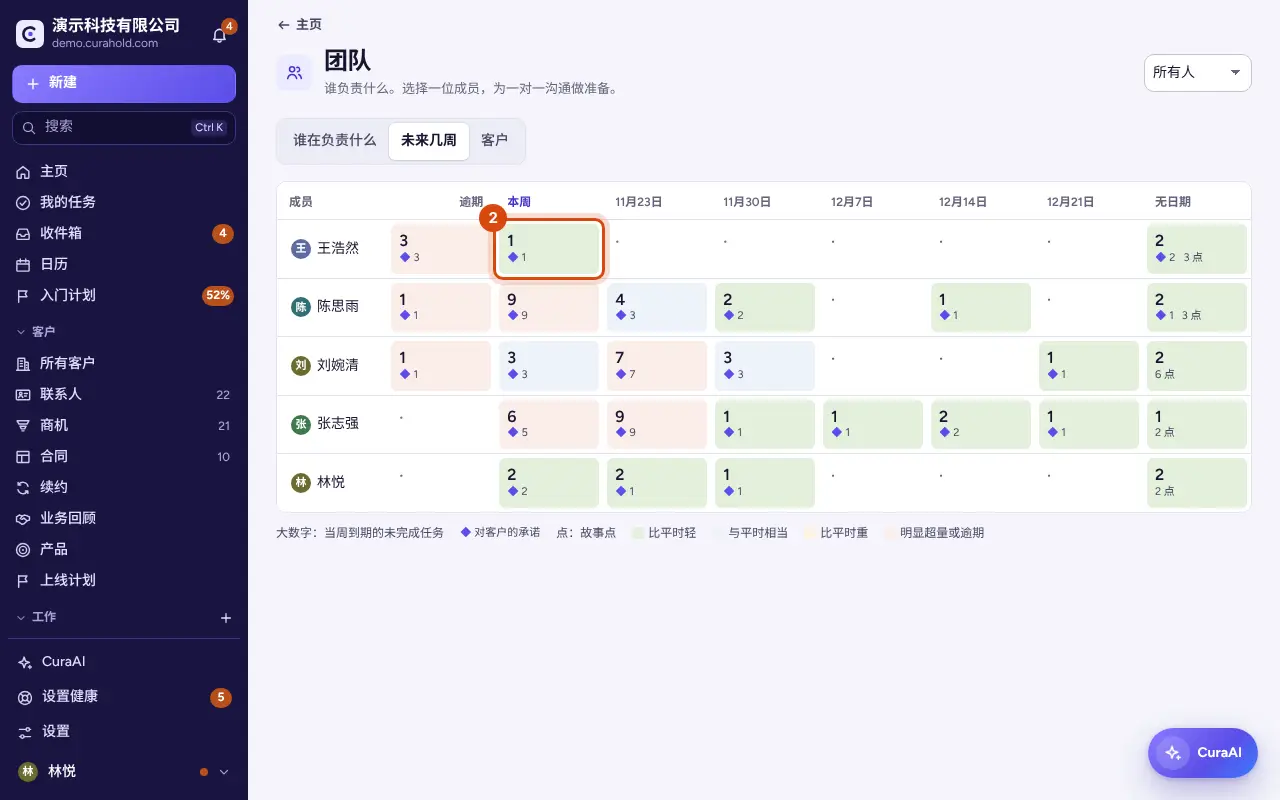 演示科技有限公司
demo.curahold.com
4
新建
搜索 Ctrl K
主页
我的任务
收件箱 4
日历
入门计划 52%
客户
所有客户
联系人 22
商机 21
合同 10
续约
业务回顾
产品
上线计划
工作
CuraAI
设置健康 5
设置
林 林悦
← 主页
团队
谁负责什么。选择一位成员，为一对一沟通做准备。
所有人
谁在负责什么 未来几周 客户
成员 逾期 本周 11月23日 11月30日 12月7日 12月14日 12月21日 无日期
2
王 王浩然 3 1 · · · · · 2
◆ 3 ◆ 1 ◆ 2 3 点
陈 陈思雨 1 9 4 2 · 1 · 2
◆ 1 ◆ 9 ◆ 3 ◆ 2 ◆ 1 ◆ 1 3 点
刘 刘婉清 1 3 7 3 · · 1 2
◆ 1 ◆ 3 ◆ 7 ◆ 3 ◆ 1 6 点
张 张志强 · 6 9 1 1 2 1 1
◆ 5 ◆ 9 ◆ 1 ◆ 1 ◆ 2 ◆ 1 2 点
林 林悦 · 2 2 1 · · · 2
◆ 2 ◆ 1 ◆ 1 2 点
大数字：当周到期的未完成任务 ◆ 对客户的承诺 点：故事点 比平时轻 与平时相当 比平时重 明显超量或逾期
CuraAI